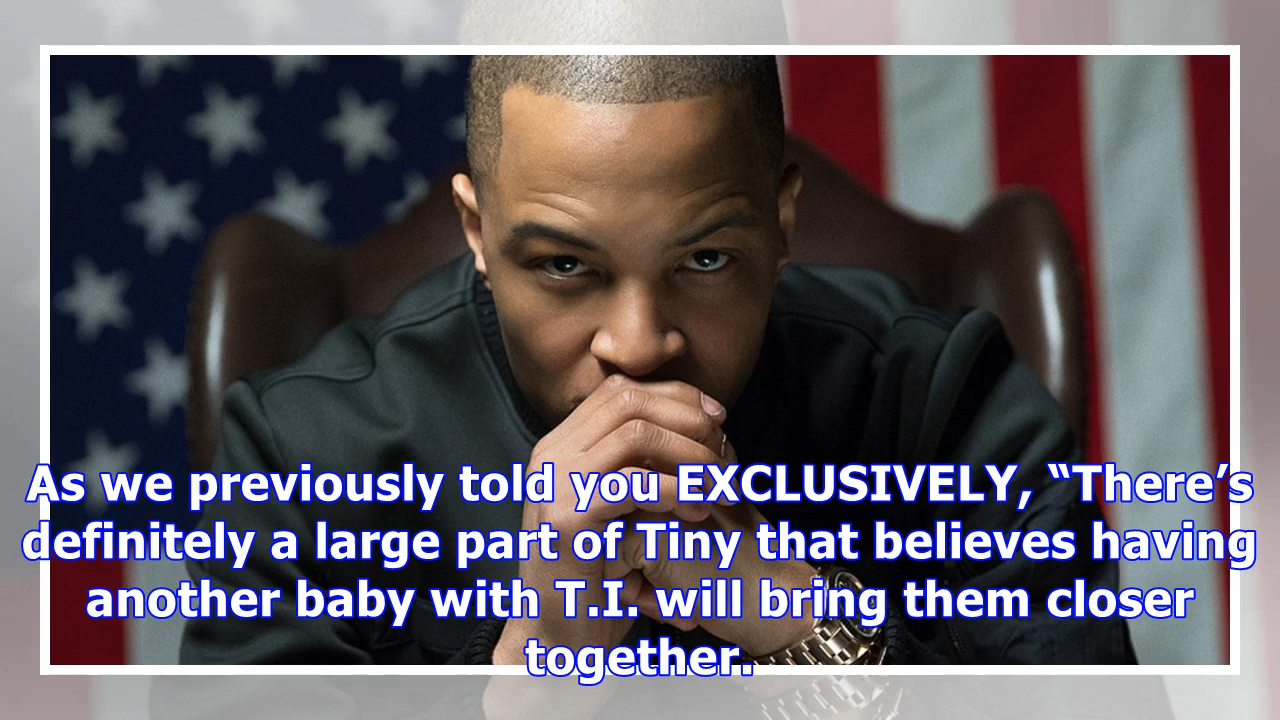 As we previously told you EXCLUSIVELY, “There’s
definitely a large part of Tiny that believes having
another baby with T.I. will bring them closer
together.